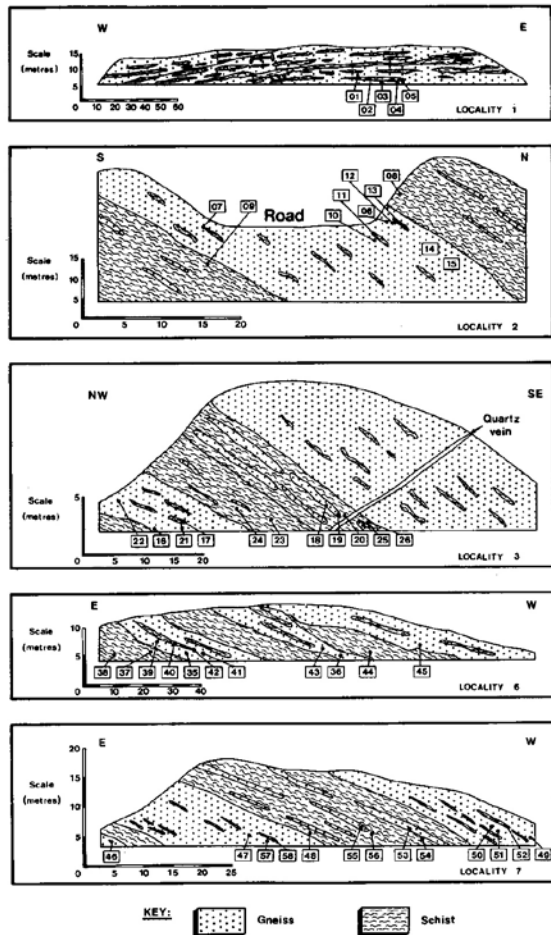 W E
Scale
(metres)
15
10
5
0 10 20 30 40 50 60
01 02 03 04 05
LOCALITY 1
S N
12 13 08
11
07 09 Road 10 06
14
15
Scale
(metres)
15
10
5
0 5 10 15 20
LOCALITY 2
NW SE
Quartz
vein
Scale
(metres)
5
22 16 21 17 24 23 18 19 20 25 26
0 5 10 15 20
LOCALITY 3
E W
Scale
(metres)
10
5
38 37 39 40 35 42 41 43 36 44 45
0 10 20 30 40
LOCALITY 6
E W
Scale
(metres)
20
15
10
5
46 47 57 58 48 55 56 53 54 50 51 52 49
0 5 10 15 20 25
LOCALITY 7
KEY: Gneiss Schist